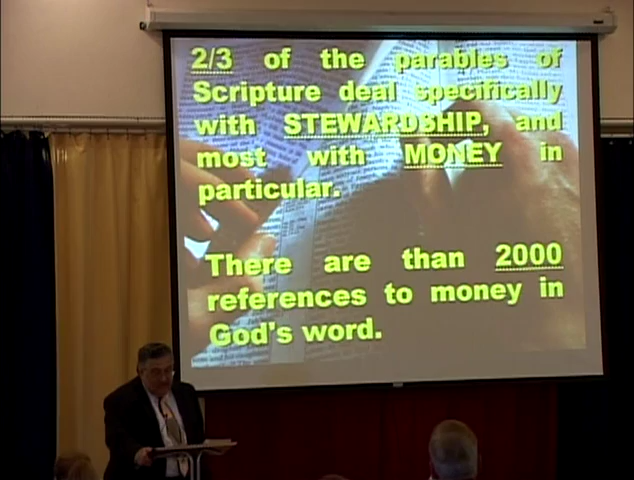 2/3 of the parables of
Scripture deal specifically
with STEWARDSHIP, and
most with MONEY in
particular.
There are than 2000
references to money in
God's word.